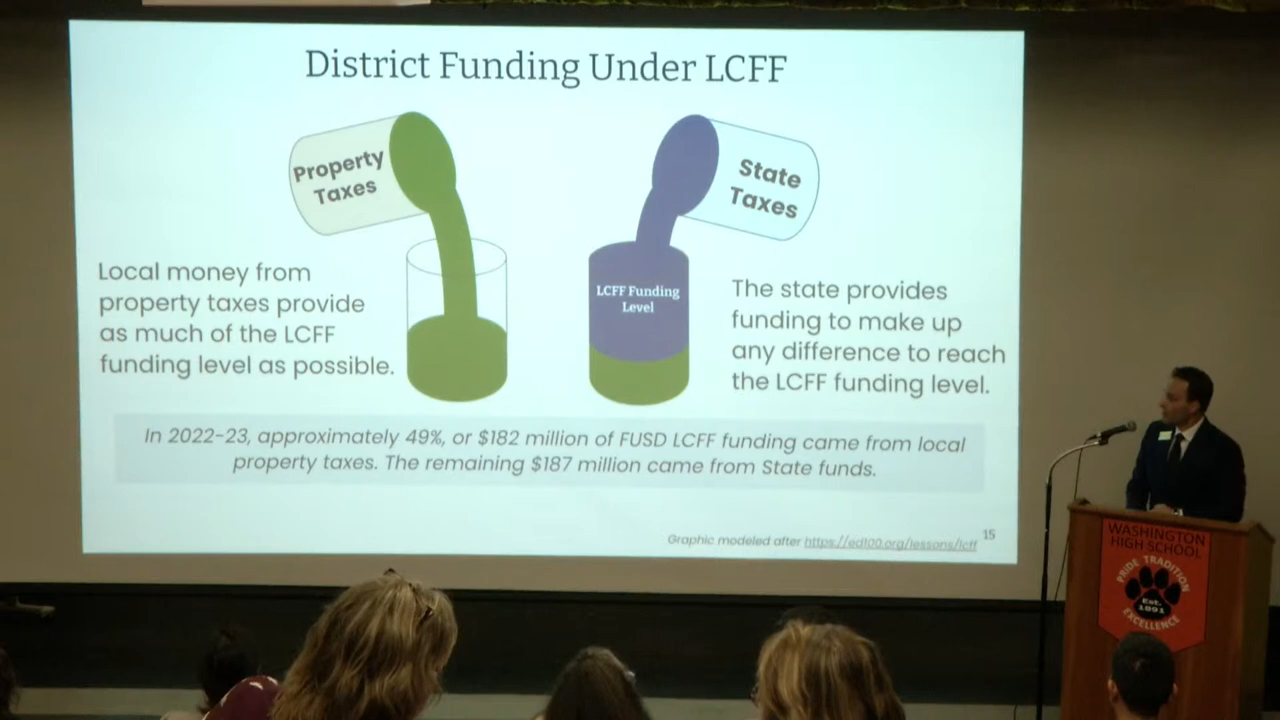 District Funding Under LCFF
Property
Taxes
State
Taxes
Local money from
property taxes provide
as much of the LCFF
funding level as possible.
LCFF Funding
Level
The state provides
funding to make up
any difference to reach
the LCFF funding level.
In 2022-23, approximately 49%, or $182 million of FUSD LCFF funding came from local
property taxes. The remaining $187 million came from State funds.
Graphic modeled after https://ed100.org/lessons/lcff
15
WASHINGTON
HIGH SCHOOL
PRIDE TRADITION
Est.
1891
EXCELLENCE